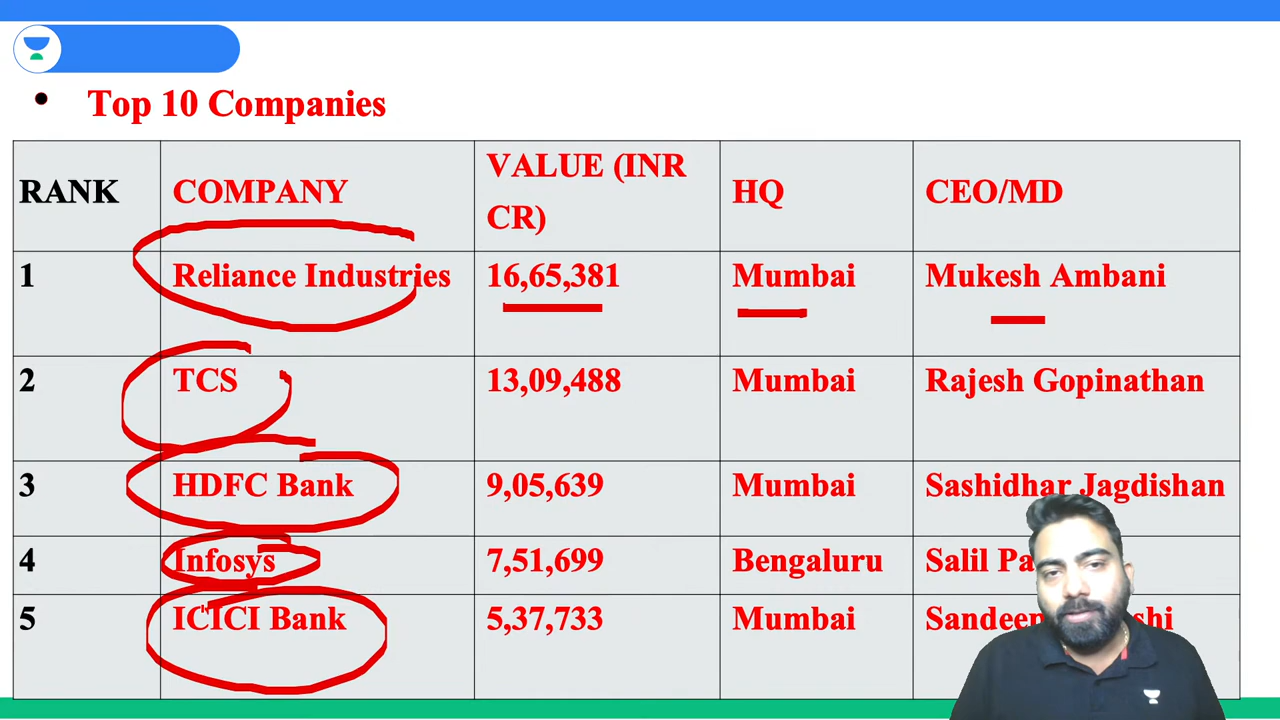 • Top 10 Companies
RANK COMPANY VALUE (INR CR) HQ CEO/MD
1 Reliance Industries 16,65,381 Mumbai Mukesh Ambani
2 TCS 13,09,488 Mumbai Rajesh Gopinathan
3 HDFC Bank 9,05,639 Mumbai Sashidhar Jagdishan
4 Infosys 7,51,699 Bengaluru Salil
5 ICICI Bank 5,37,733 Mumbai